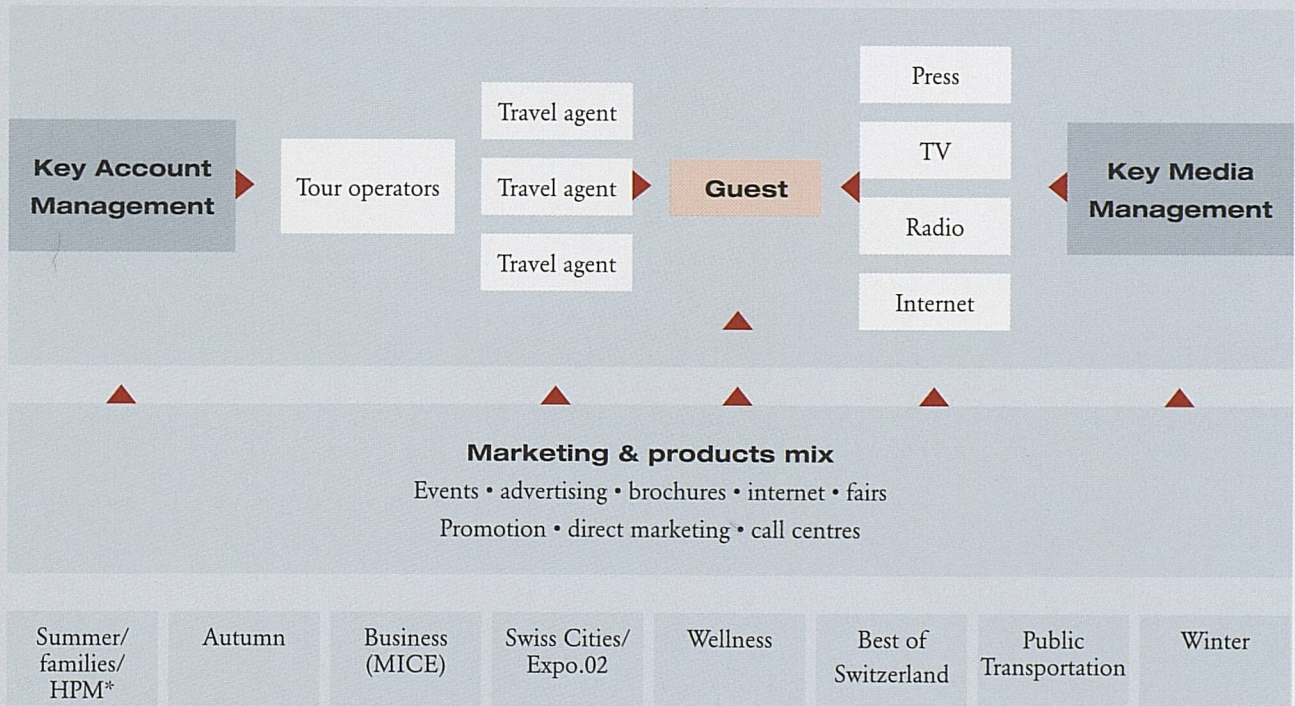 Key Account
Management
Tour operators
Travel agent
Travel agent
Travel agent
Guest
Press
TV
Radio
Internet
Key Media
Management
Marketing & products mix
Events • advertising • brochures • internet • fairs
Promotion • direct marketing • call centres
Summer/
families/
HPM*
Autumn
Business
(MICE)
Swiss Cities/
Expo.02
Wellness
Best of
Switzerland
Public
Transportation
Winter